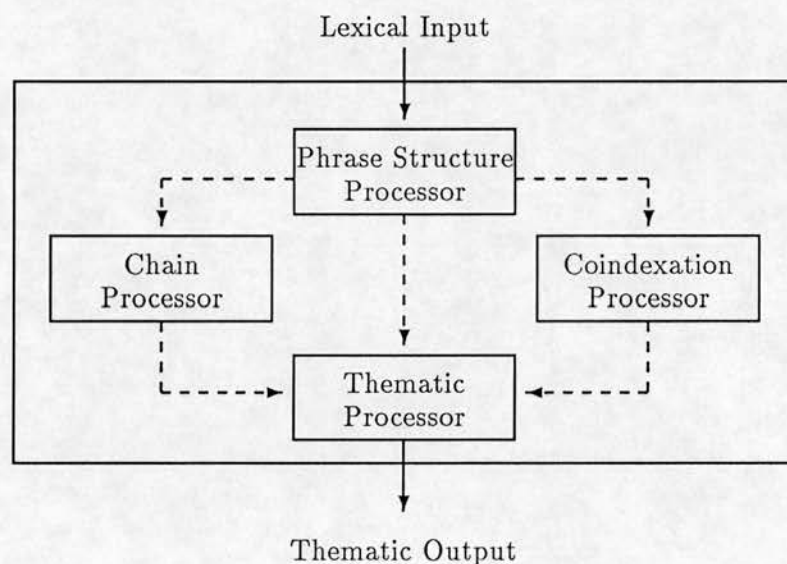 Lexical Input
Phrase Structure
Processor
Chain
Processor
Coindexation
Processor
Thematic
Processor
Thematic Output